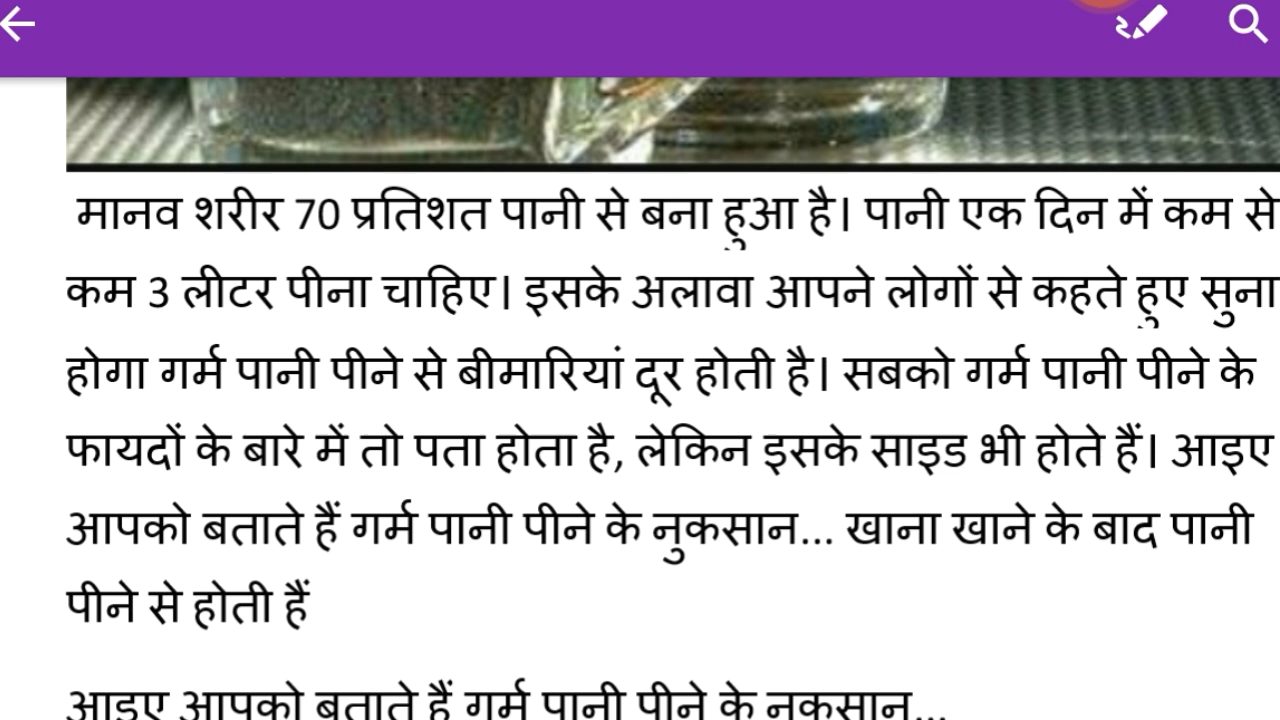 मानव शरीर 70 प्रतिशत पानी से बना हुआ है। पानी एक दिन में कम से
कम 3 लीटर पीना चाहिए। इसके अलावा आपने लोगों से कहते हुए सुना
होगा गर्म पानी पीने से बीमारियां दूर होती है। सबको गर्म पानी पीने के
फायदों के बारे में तो पता होता है, लेकिन इसके साइड भी होते हैं। आइए
आपको बताते हैं गर्म पानी पीने के नुकसान... खाना खाने के बाद पानी
पीने से होती हैं
आइए आपको बताते हैं गर्म पानी पीने के नुकसान...